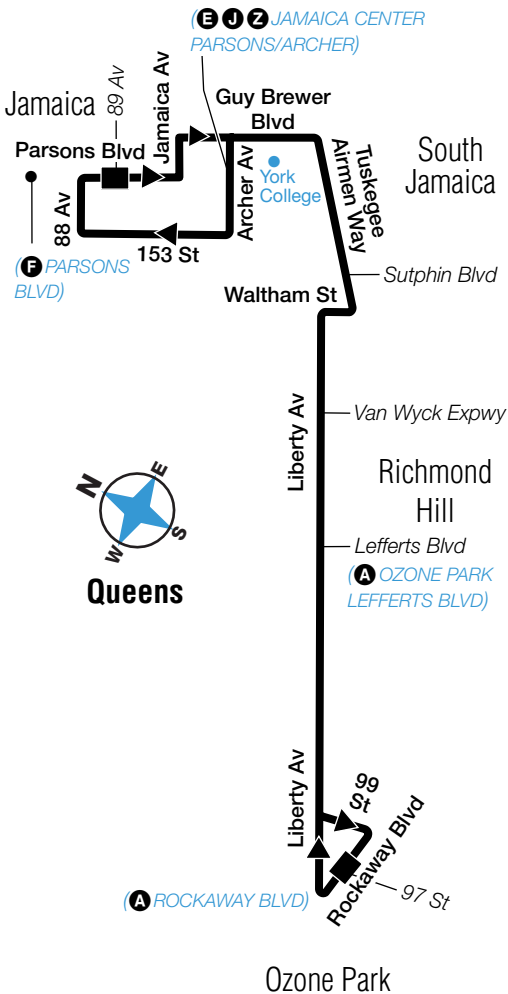 (E J Z JAMAICA CENTER
PARSONS/ARCHER)
Jamaica
89 Av
Jamaica Av
Guy Brewer
Blvd
Parsons Blvd
Archer Av
York
College
Tuskegee
Airmen Way
South
Jamaica
88 Av
153 St
(F PARSONS
BLVD)
Sutphin Blvd
Waltham St
Liberty Av
Van Wyck Expwy
Richmond
Hill
N
E
S
W
Queens
Lefferts Blvd
(A OZONE PARK
LEFFERTS BLVD)
Liberty Av
99
St
Rockaway Blvd
97 St
(A ROCKAWAY BLVD)
Ozone Park